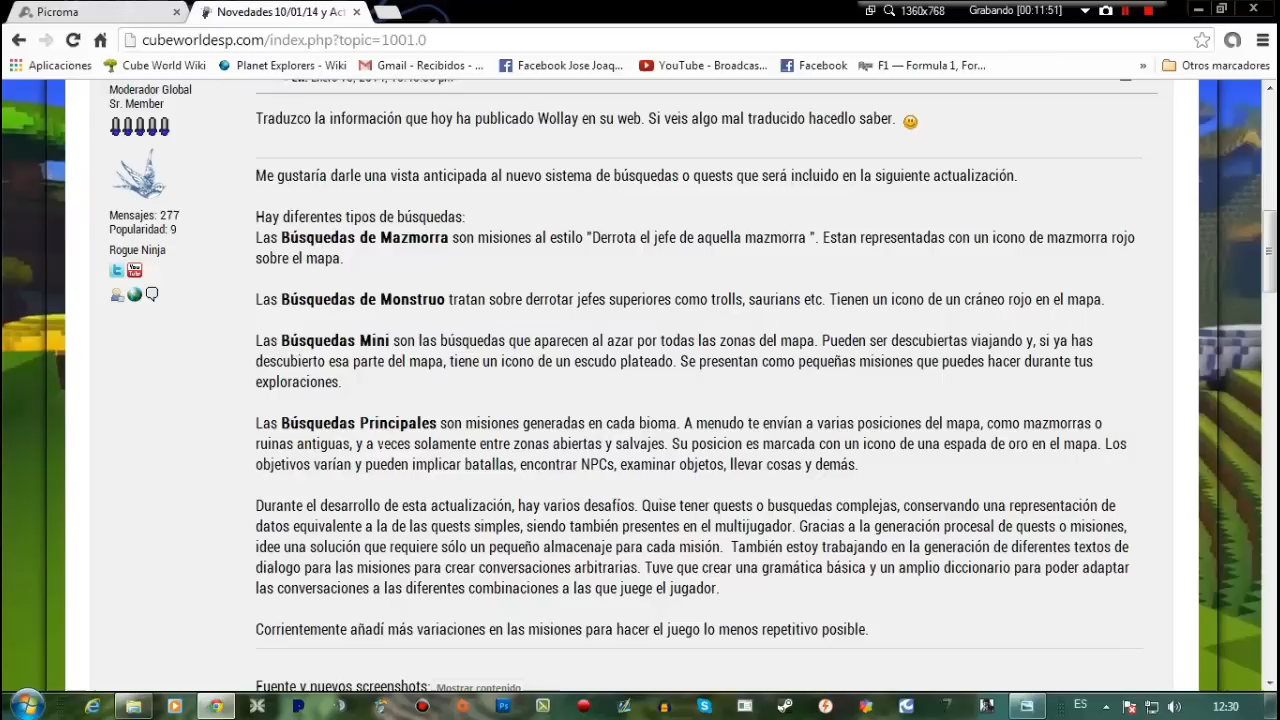 Picroma
Novedades 10/01/14 y Act
1360x768
Grabando [00:11:51]
cubeworldesp.com/index.php?topic=1001.0
Aplicaciones
Cube World Wiki
Planet Explorers - Wiki
Gmail - Recibidos - ...
Facebook Jose Joaq...
YouTube - Broadcas...
Facebook
F1 — Formula 1, For...
»
Otros marcadores
Moderador Global
Sr. Member
Mensajes: 277
Popularidad: 9
Rogue Ninja
Traduzco la información que hoy ha publicado Wollay en su web. Si veis algo mal traducido hacedlo saber.
Me gustaría darle una vista anticipada al nuevo sistema de búsquedas o quests que será incluido en la siguiente actualización.
Hay diferentes tipos de búsquedas:
Las Búsquedas de Mazmorra son misiones al estilo "Derrota el jefe de aquella mazmorra ". Estan representadas con un icono de mazmorra rojo
sobre el mapa.
Las Búsquedas de Monstruo tratan sobre derrotar jefes superiores como trolls, saurians etc. Tienen un icono de un cráneo rojo en el mapa.
Las Búsquedas Mini son las búsquedas que aparecen al azar por todas las zonas del mapa. Pueden ser descubiertas viajando y, si ya has
descubierto esa parte del mapa, tiene un icono de un escudo plateado. Se presentan como pequeñas misiones que puedes hacer durante tus
exploraciones.
Las Búsquedas Principales son misiones generadas en cada bioma. A menudo te envían a varias posiciones del mapa, como mazmorras o
ruinas antiguas, y a veces solamente entre zonas abiertas y salvajes. Su posicion es marcada con un icono de una espada de oro en el mapa. Los
objetivos varían y pueden implicar batallas, encontrar NPCs, examinar objetos, llevar cosas y demás.
Durante el desarrollo de esta actualización, hay varios desafíos. Quise tener quests o busquedas complejas, conservando una representación de
datos equivalente a la de las quests simples, siendo también presentes en el multijugador. Gracias a la generación procesal de quests o misiones,
idee una solución que requiere sólo un pequeño almacenaje para cada misión. También estoy trabajando en la generación de diferentes textos de
dialogo para las misiones para crear conversaciones arbitrarias. Tuve que crear una gramática básica y un amplio diccionario para poder adaptar
las conversaciones a las diferentes combinaciones a las que juege el jugador.
Corrientemente añadí más variaciones en las misiones para hacer el juego lo menos repetitivo posible.
Fuente y nuevos screenshots: Mostrar contenido
ES
12:30